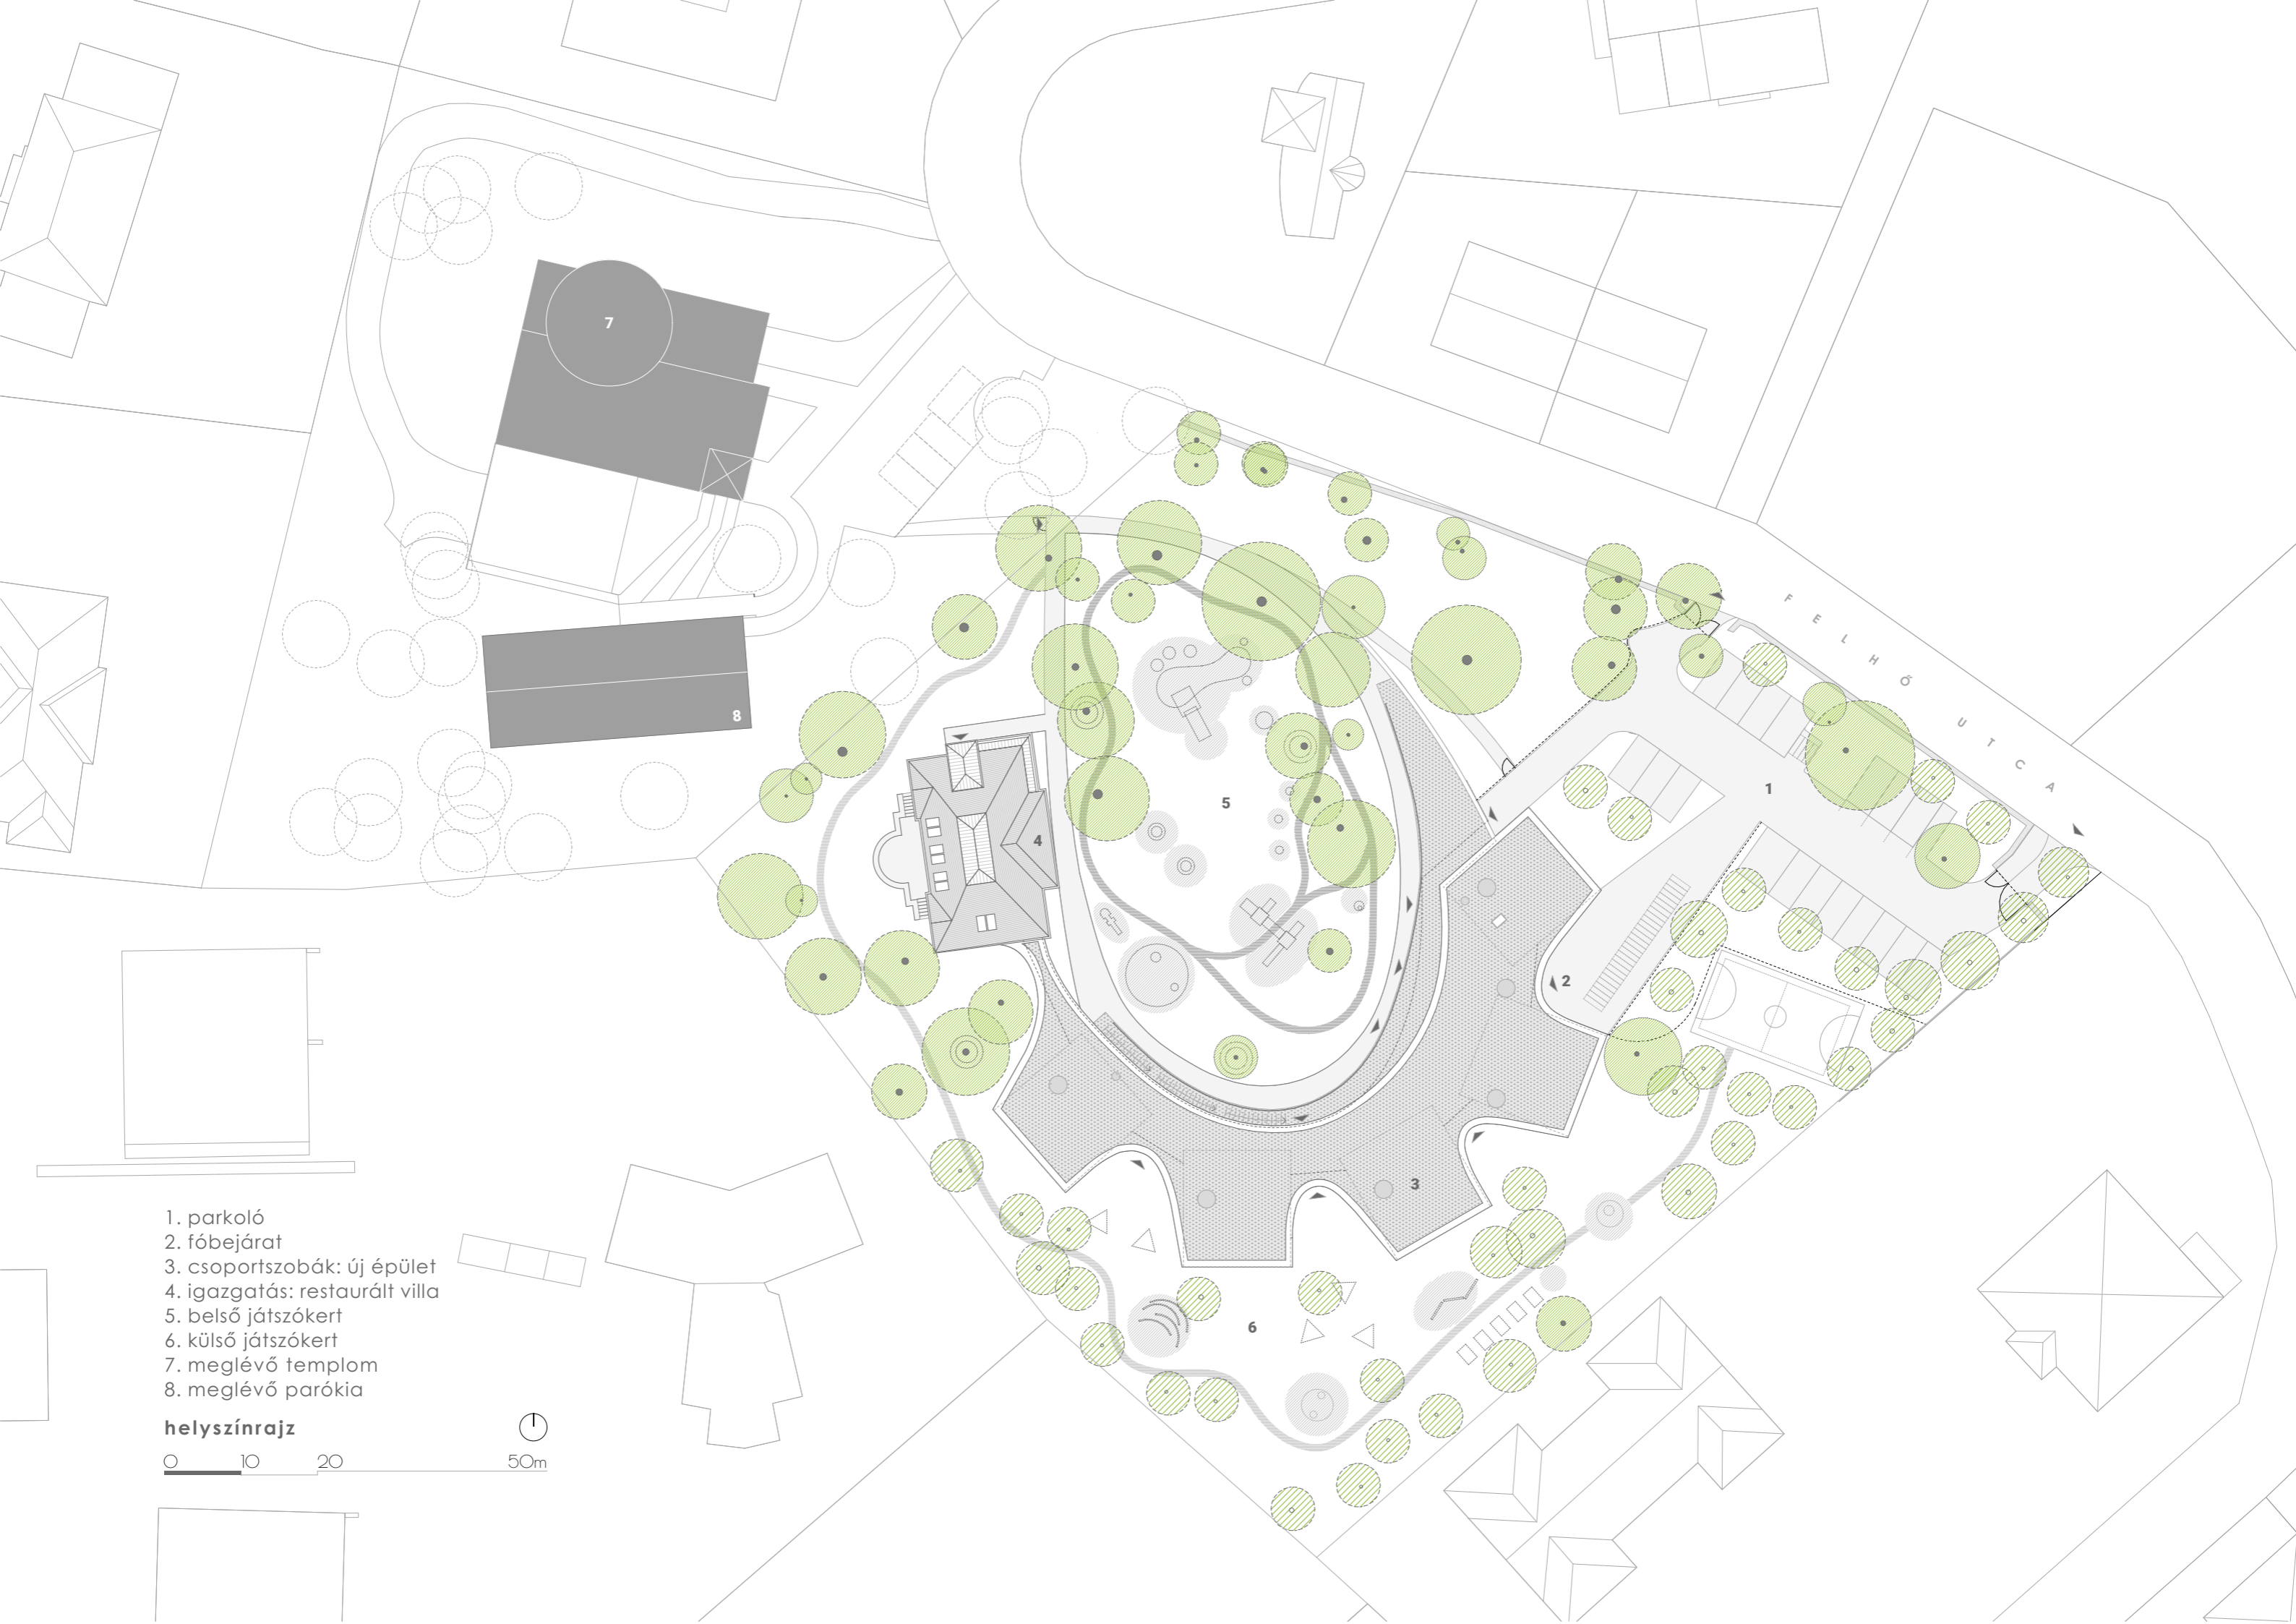 7
8
4
5
1
2
3
6
FELHŐ UTCA
1. parkoló
2. fóbejárat
3. csoportszobák: új épület
4. igazgatás: restaurált villa
5. belső játszókert
6. külső játszókert
7. meglévő templom
8. meglévő parókia
helyszínrajz
0 10 20 50m